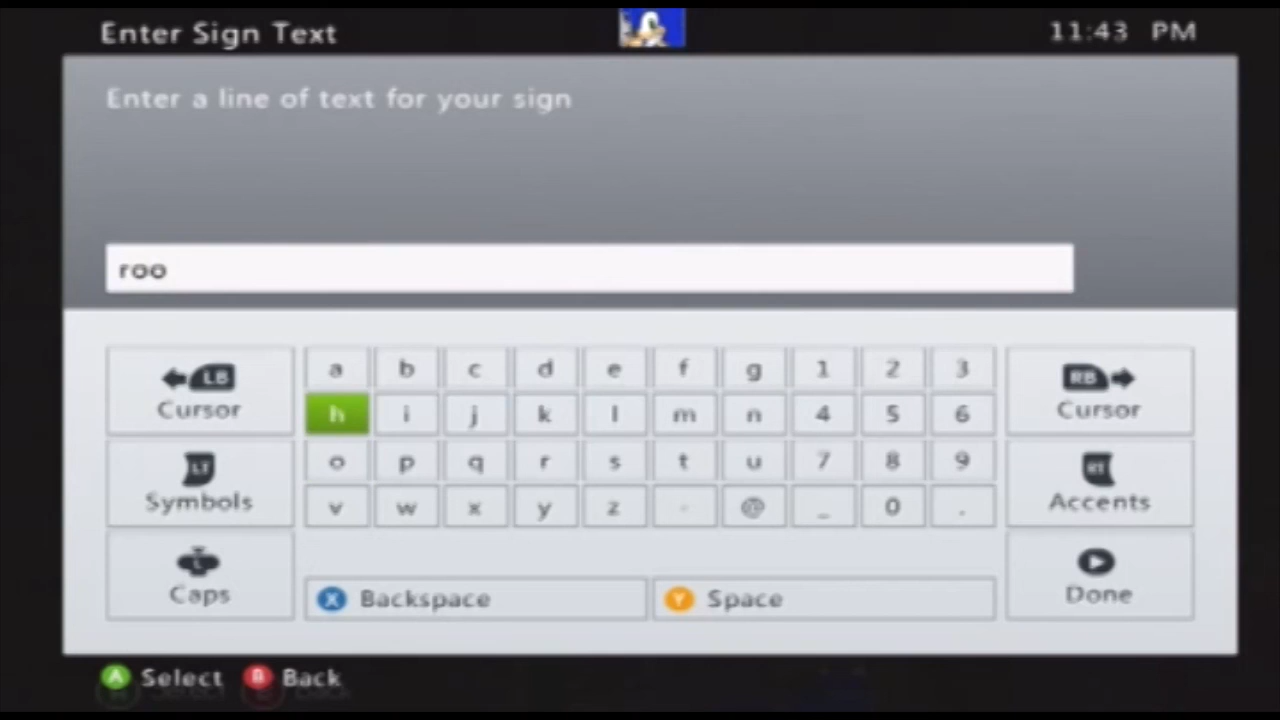 Enter Sign Text 11:43 PM
Enter a line of text for your sign
roo
LB Cursor
a b c d e f g 1 2 3
h i j k l m n 4 5 6
o p q r s t u 7 8 9
v w x y z - @ _ 0 .
RB Cursor
LT Symbols
RT Accents
L Caps
X Backspace
Y Space
Done
A Select B Back